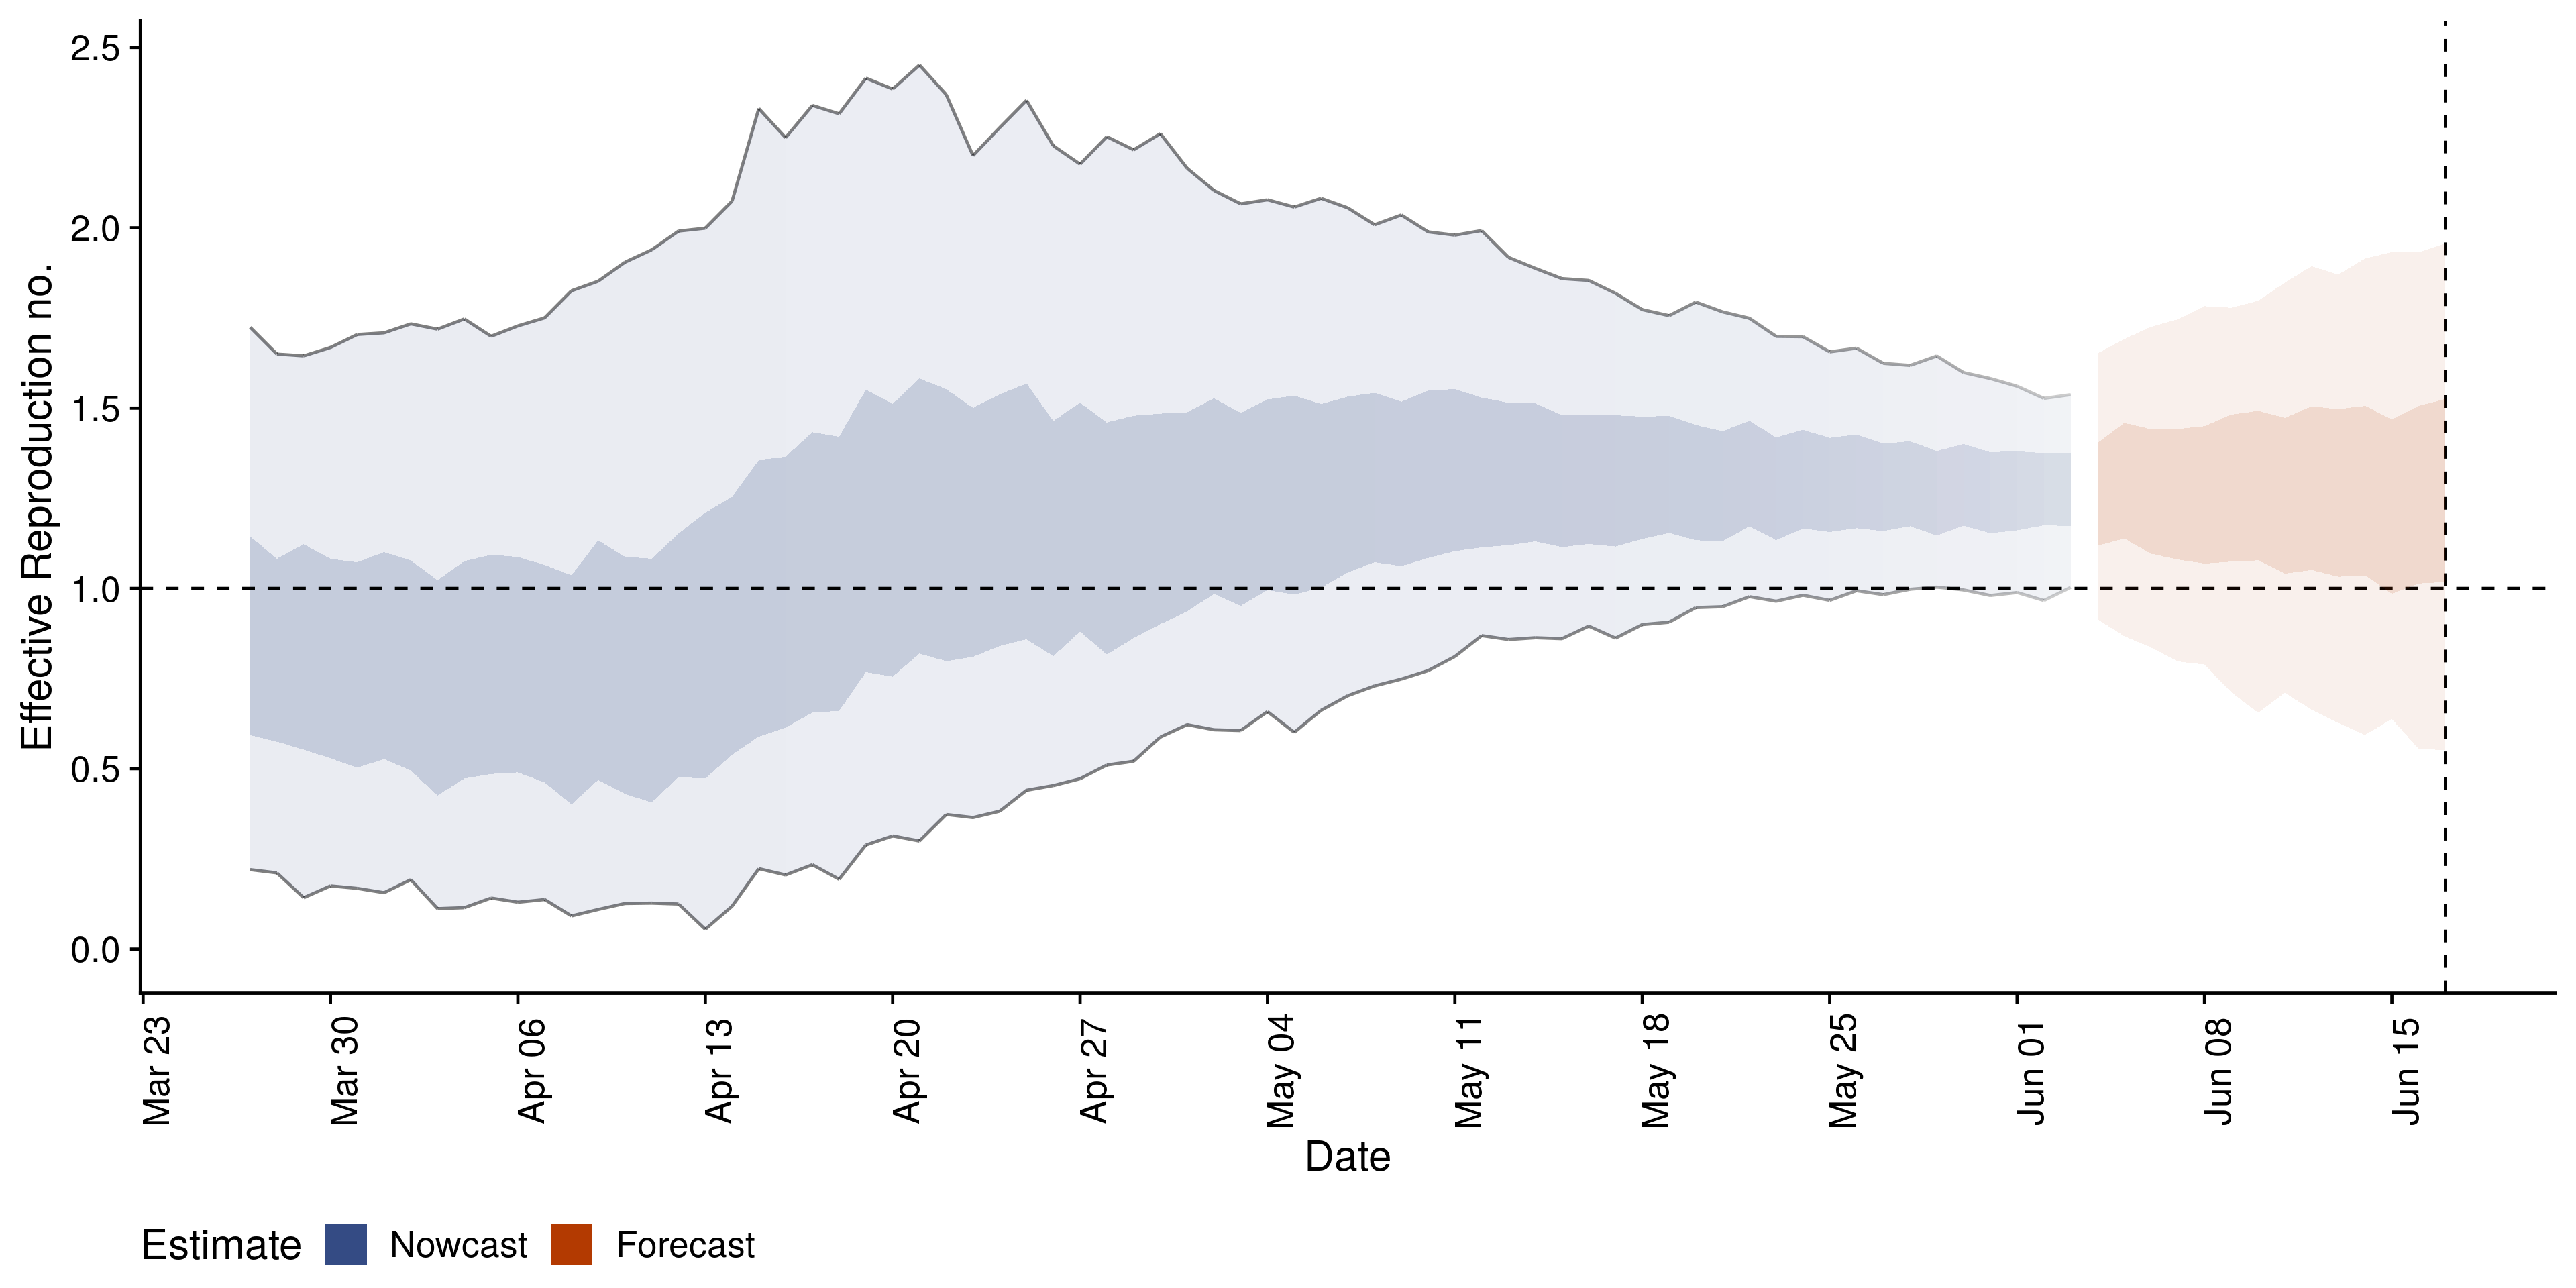 Effective Reproduction no.
2.5
2.0
1.5
1.0
0.5
0.0
Mar 23
Mar 30
Apr 06
Apr 13
Apr 20
Apr 27
May 04
May 11
May 18
May 25
Jun 01
Jun 08
Jun 15
Date
Estimate Nowcast Forecast